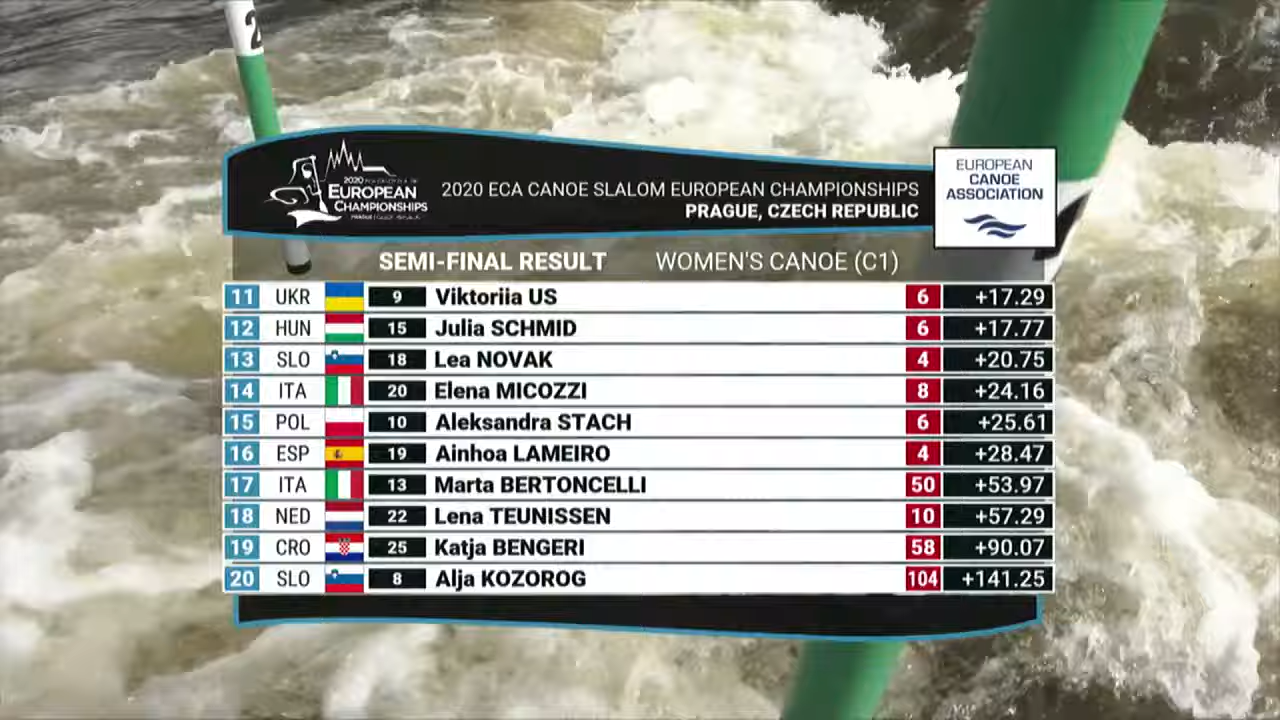 2
2020
EUROPEAN
CHAMPIONSHIPS
2020 ECA CANOE SLALOM EUROPEAN CHAMPIONSHIPS
PRAGUE, CZECH REPUBLIC
EUROPEAN
CANOE
ASSOCIATION
SEMI-FINAL RESULT WOMEN'S CANOE (C1)
11 UKR 9 Viktoriia US 6 +17.29
12 HUN 15 Julia SCHMID 6 +17.77
13 SLO 18 Lea NOVAK 4 +20.75
14 ITA 20 Elena MICOZZI 8 +24.16
15 POL 10 Aleksandra STACH 6 +25.61
16 ESP 19 Ainhoa LAMEIRO 4 +28.47
17 ITA 13 Marta BERTONCELLI 50 +53.97
18 NED 22 Lena TEUNISSEN 10 +57.29
19 CRO 25 Katja BENGERI 58 +90.07
20 SLO 8 Alja KOZOROG 104 +141.25